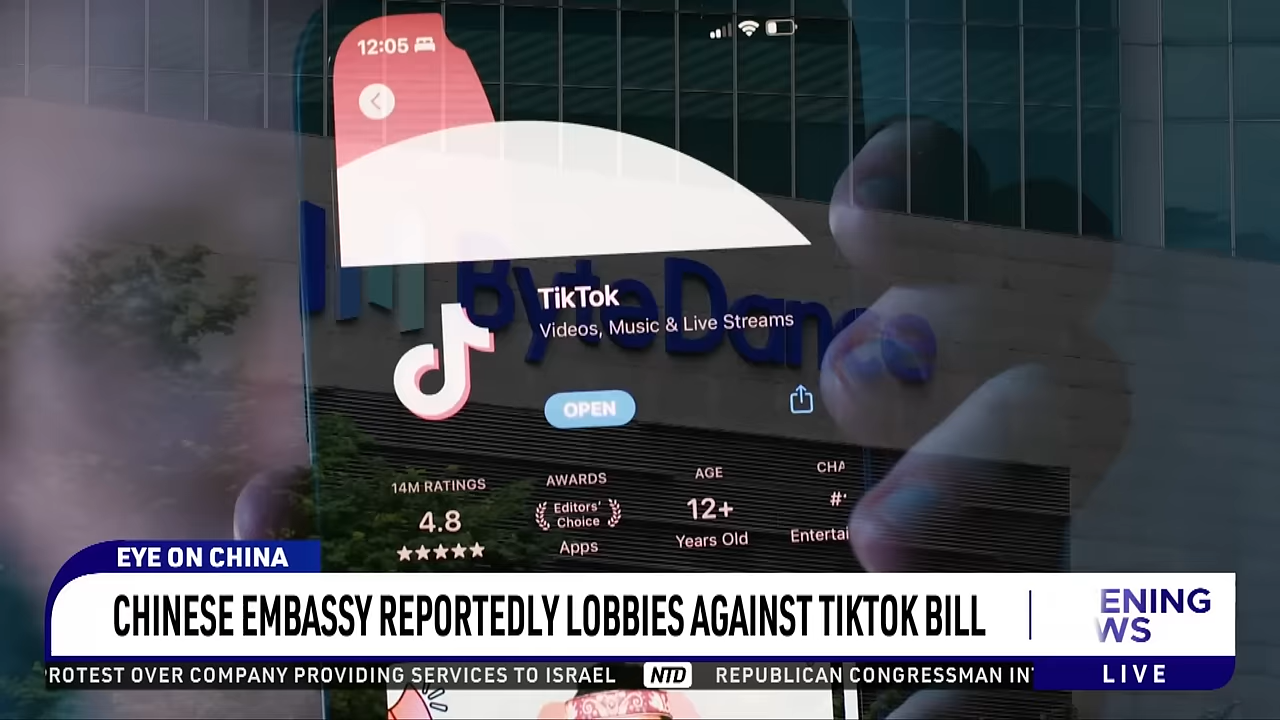 12:05
ByteDance
TikTok
Videos, Music & Live Streams
OPEN
14M RATINGS
4.8
AWARDS
Editors'
Choice
Apps
AGE
12+
Years Old
CHA
#
Entertai
EYE ON CHINA
CHINESE EMBASSY REPORTEDLY LOBBIES AGAINST TIKTOK BILL
ENING
WS
ROTEST OVER COMPANY PROVIDING SERVICES TO ISRAEL NTD REPUBLICAN CONGRESSMAN IN
LIVE